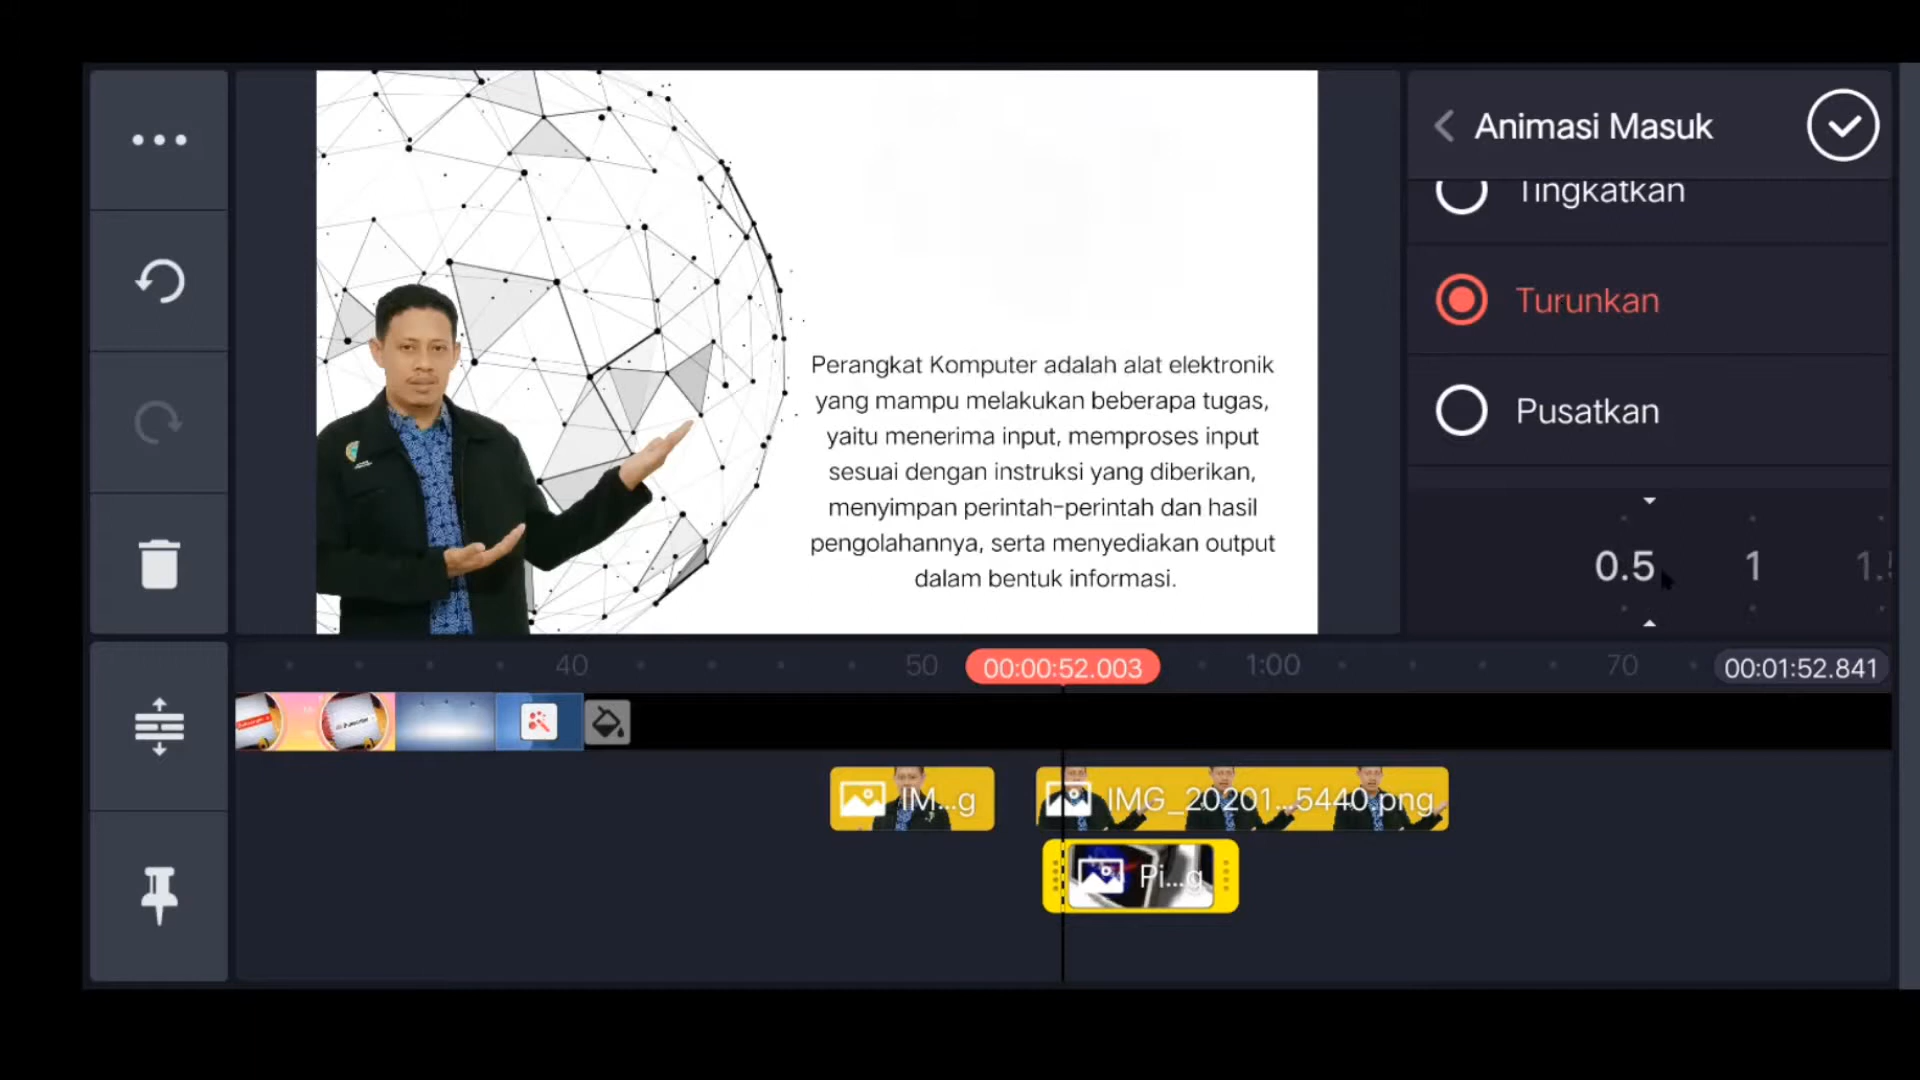 Animasi Masuk
Tingkatkan
Turunkan
Pusatkan
0.5 1
Perangkat Komputer adalah alat elektronik
yang mampu melakukan beberapa tugas,
yaitu menerima input, memproses input
sesuai dengan instruksi yang diberikan,
menyimpan perintah-perintah dan hasil
pengolahannya, serta menyediakan output
dalam bentuk informasi.
40 50 00:00:52.003 1:00 70 00:01:52.841
IM...g IMG_20201...5440.png
Pi...g